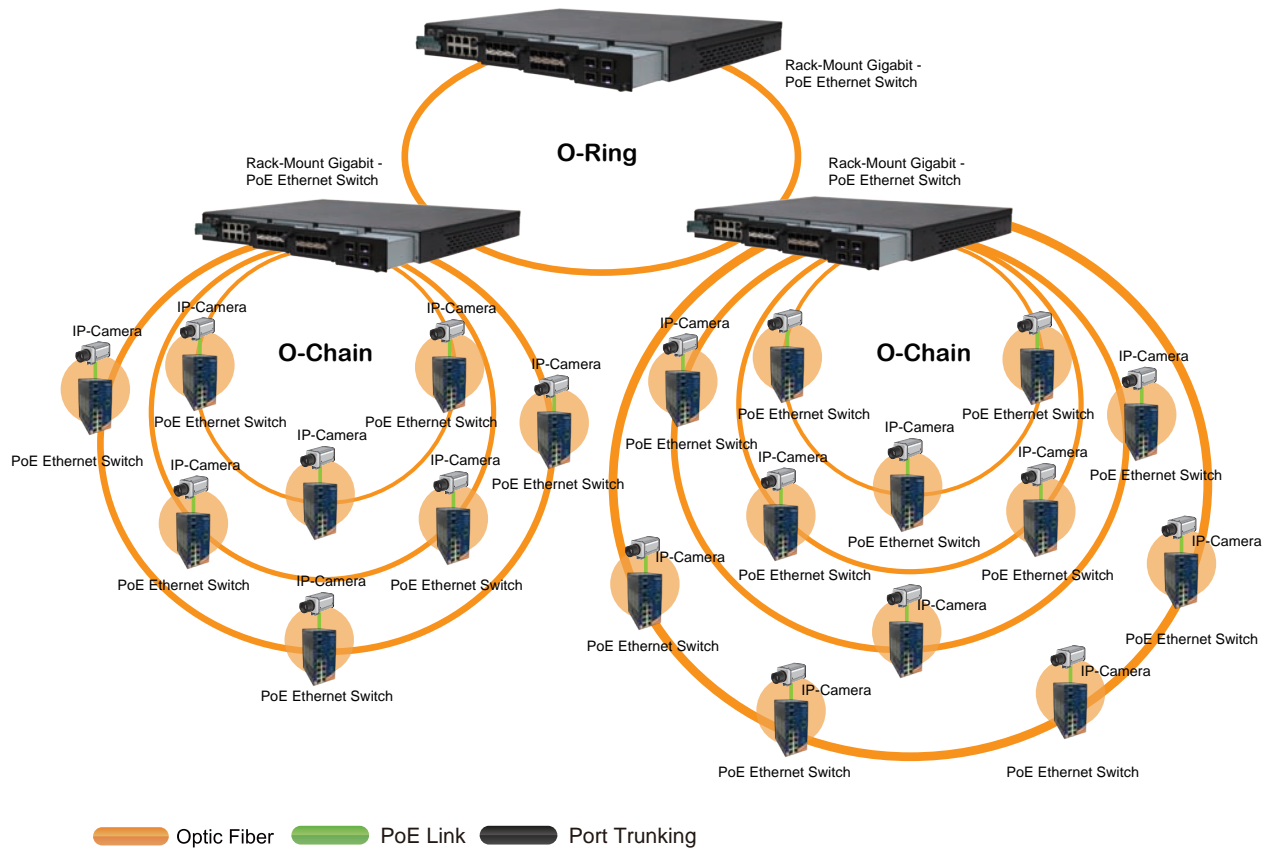 Rack-Mount Gigabit -
PoE Ethernet Switch
O-Ring
Rack-Mount Gigabit -
PoE Ethernet Switch
Rack-Mount Gigabit -
PoE Ethernet Switch
IP-Camera
IP-Camera
IP-Camera
IP-Camera
O-Chain
PoE Ethernet Switch
PoE Ethernet Switch
PoE Ethernet Switch
PoE Ethernet Switch
IP-Camera
IP-Camera
IP-Camera
PoE Ethernet Switch
PoE Ethernet Switch
IP-Camera
PoE Ethernet Switch
IP-Camera
O-Chain
IP-Camera
PoE Ethernet Switch
PoE Ethernet Switch
PoE Ethernet Switch
PoE Ethernet Switch
IP-Camera
IP-Camera
IP-Camera
PoE Ethernet Switch
PoE Ethernet Switch
PoE Ethernet Switch
IP-Camera
IP-Camera
IP-Camera
PoE Ethernet Switch
PoE Ethernet Switch
PoE Ethernet Switch
IP-Camera
IP-Camera
PoE Ethernet Switch
PoE Ethernet Switch
Optic Fiber
PoE Link
Port Trunking